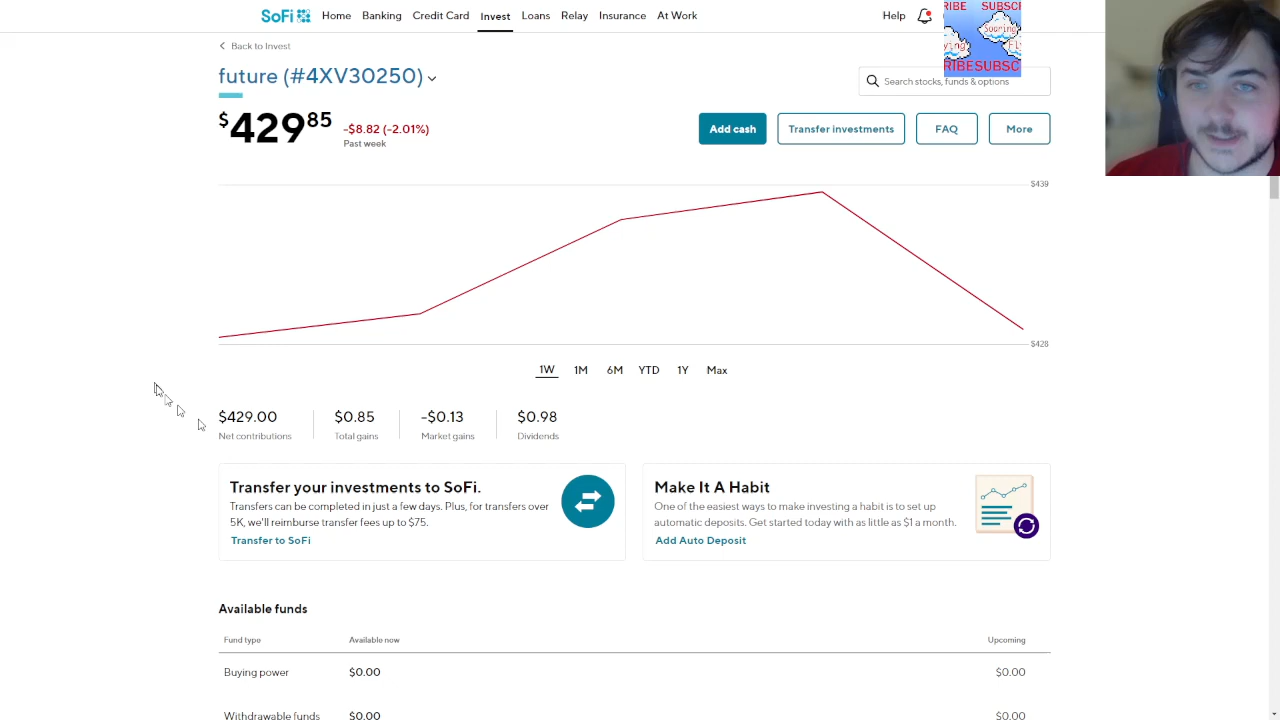 SoFi
Home Banking Credit Card Invest Loans Relay Insurance At Work
Help
RIBE SUBSC
Soaring
ying
RIBESUBSC
Back to Invest
future (#4XV30250)
Search stocks, funds & options
$429.85
–$8.82 (–2.01%)
Past week
Add cash
Transfer investments
FAQ
More
$439
$428
1W 1M 6M YTD 1Y Max
$429.00 $0.85 –$0.13 $0.98
Net contributions Total gains Market gains Dividends
Transfer your investments to SoFi.
Transfers can be completed in just a few days. Plus, for transfers over
5K, we'll reimburse transfer fees up to $75.
Transfer to SoFi
Make It A Habit
One of the easiest ways to make investing a habit is to set up
automatic deposits. Get started today with as little as $1 a month.
Add Auto Deposit
Available funds
Fund type Available now Upcoming
Buying power $0.00 $0.00
Withdrawable funds $0.00 $0.00